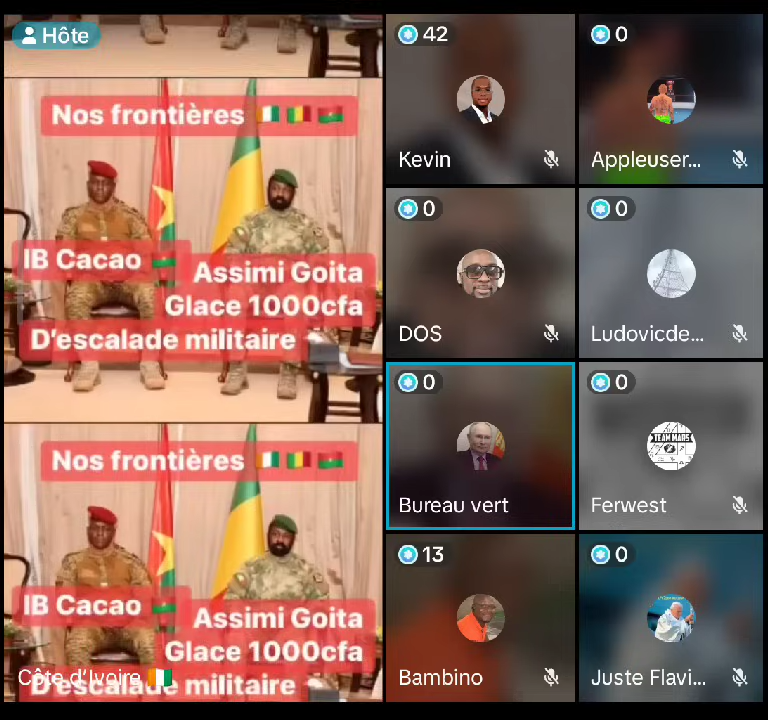 Hôte
Nos frontières
IB Cacao
Assimi Goita
Glace 1000cfa
D'escalade militaire
Nos frontières
IB Cacao
Assimi Goita
Glace 1000cfa
D'escalade militaire
Côte d'Ivoire
42
Kevin
0
Appleuser...
0
DOS
0
Ludovicde...
0
Bureau vert
0
TEAM MARS
Ferwest
13
Bambino
0
Juste Flavi...